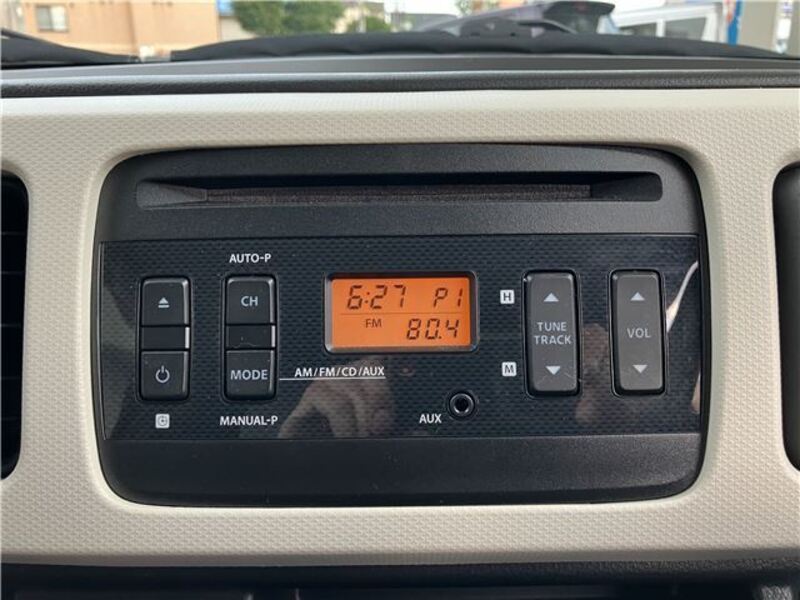 AUTO-P
CH
MODE
MANUAL-P
6:27 P1
FM 80.4
AM/FM/CD/AUX
AUX
H
M
TUNE
TRACK
VOL